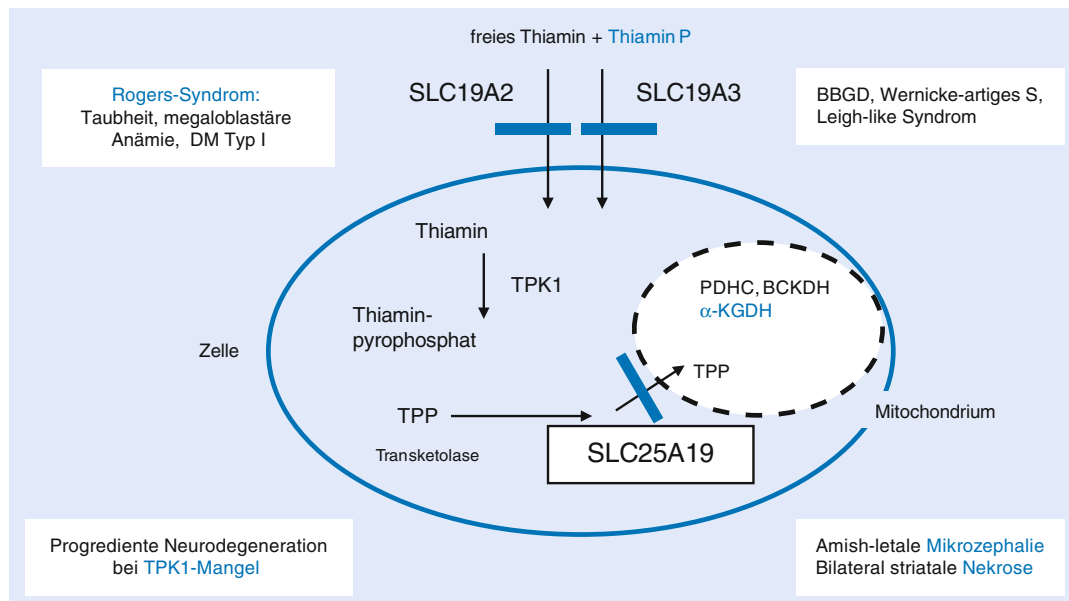 freies Thiamin + Thiamin P
Rogers-Syndrom:
Taubheit, megaloblastäre
Anämie, DM Typ I
SLC19A2
SLC19A3
BBGD, Wernicke-artiges S,
Leigh-like Syndrom
Thiamin
TPK1
Thiamin-
pyrophosphat
PDHC, BCKDH
α-KGDH
Zelle
TPP
TPP
Mitochondrium
Transketolase
SLC25A19
Progrediente Neurodegeneration
bei TPK1-Mangel
Amish-letale Mikrozephalie
Bilateral striatale Nekrose